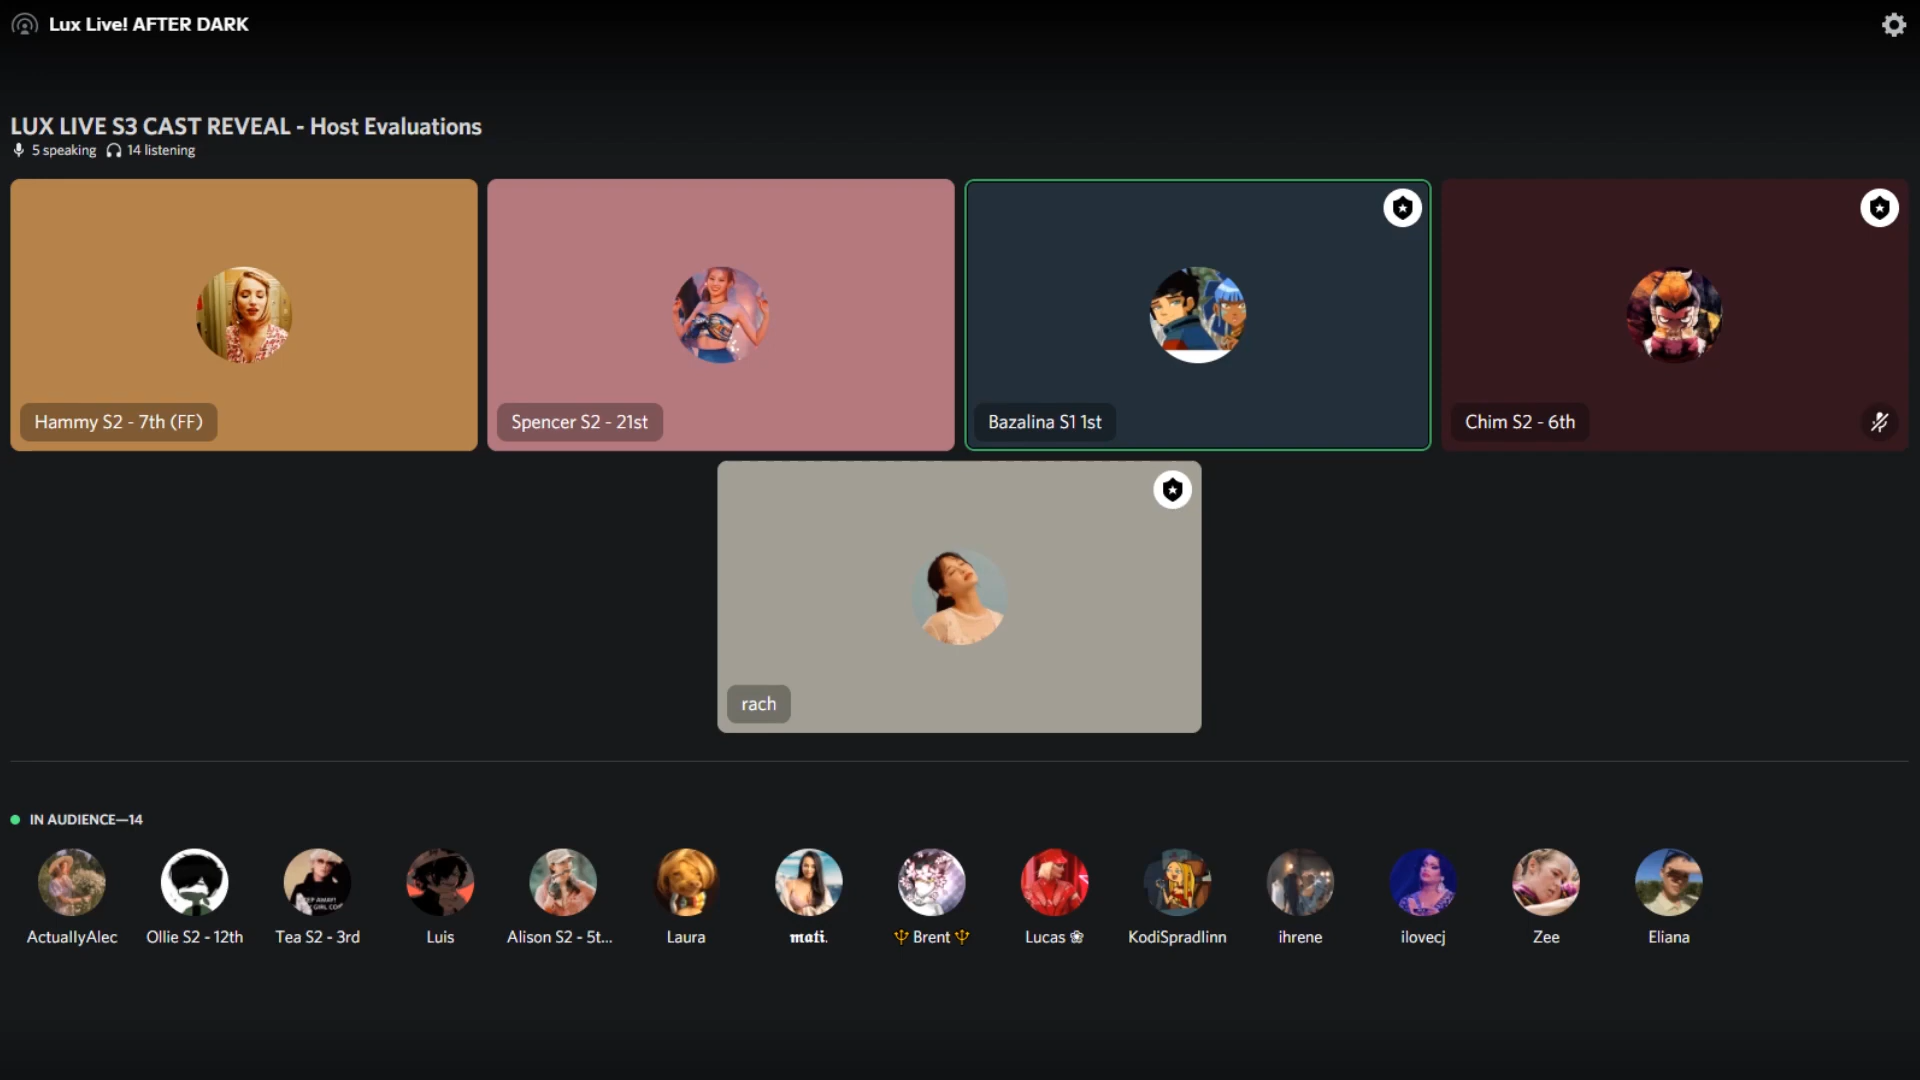 Lux Live! AFTER DARK
LUX LIVE S3 CAST REVEAL - Host Evaluations
5 speaking 14 listening
Hammy S2 - 7th (FF)
Spencer S2 - 21st
Bazalina S1 1st
Chim S2 - 6th
rach
IN AUDIENCE—14
ActuallyAlec
Ollie S2 - 12th
Tea S2 - 3rd
Luis
Alison S2 - 5t...
Laura
𝖒𝖆𝖙𝖎.
🔱 Brent 🔱
Lucas ❀
KodiSpradlinn
ihrene
ilovecj
Zee
Eliana